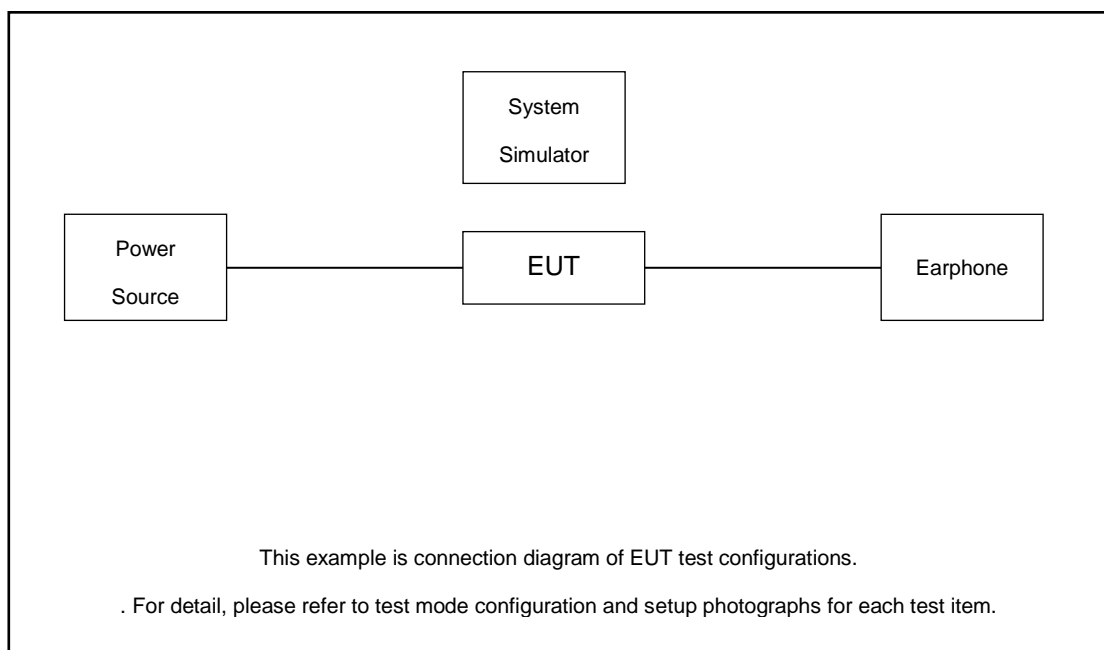 System
Simulator
Power
Source
EUT
Earphone
This example is connection diagram of EUT test configurations.
. For detail, please refer to test mode configuration and setup photographs for each test item.